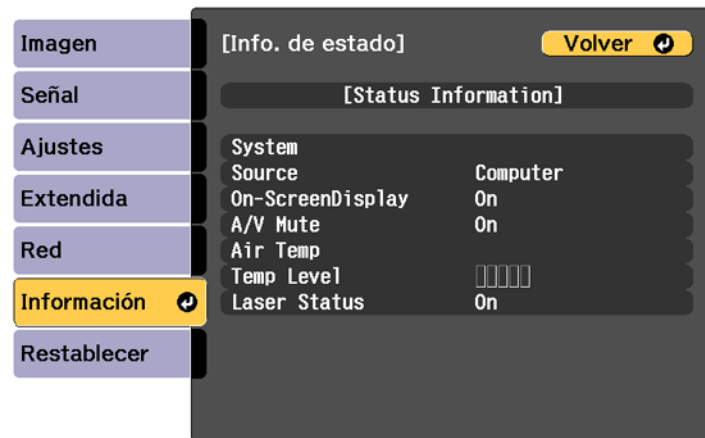 Imagen
Señal
Ajustes
Extendida
Red
Información
Restablecer
[Info. de estado]
Volver
[Status Information]
System
Source Computer
On-ScreenDisplay On
A/V Mute On
Air Temp
Temp Level
Laser Status On